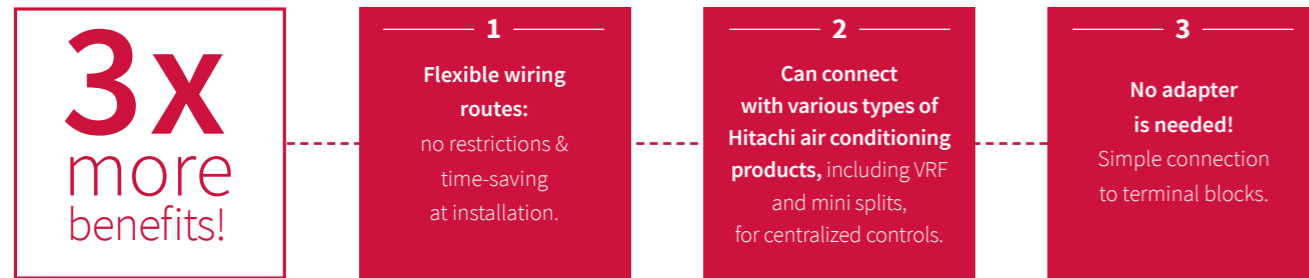 3x
more
benefits!
1
Flexible wiring
routes:
no restrictions &
time-saving
at installation.
2
Can connect
with various types of
Hitachi air conditioning
products, including VRF
and mini splits,
for centralized controls.
3
No adapter
is needed!
Simple connection
to terminal blocks.